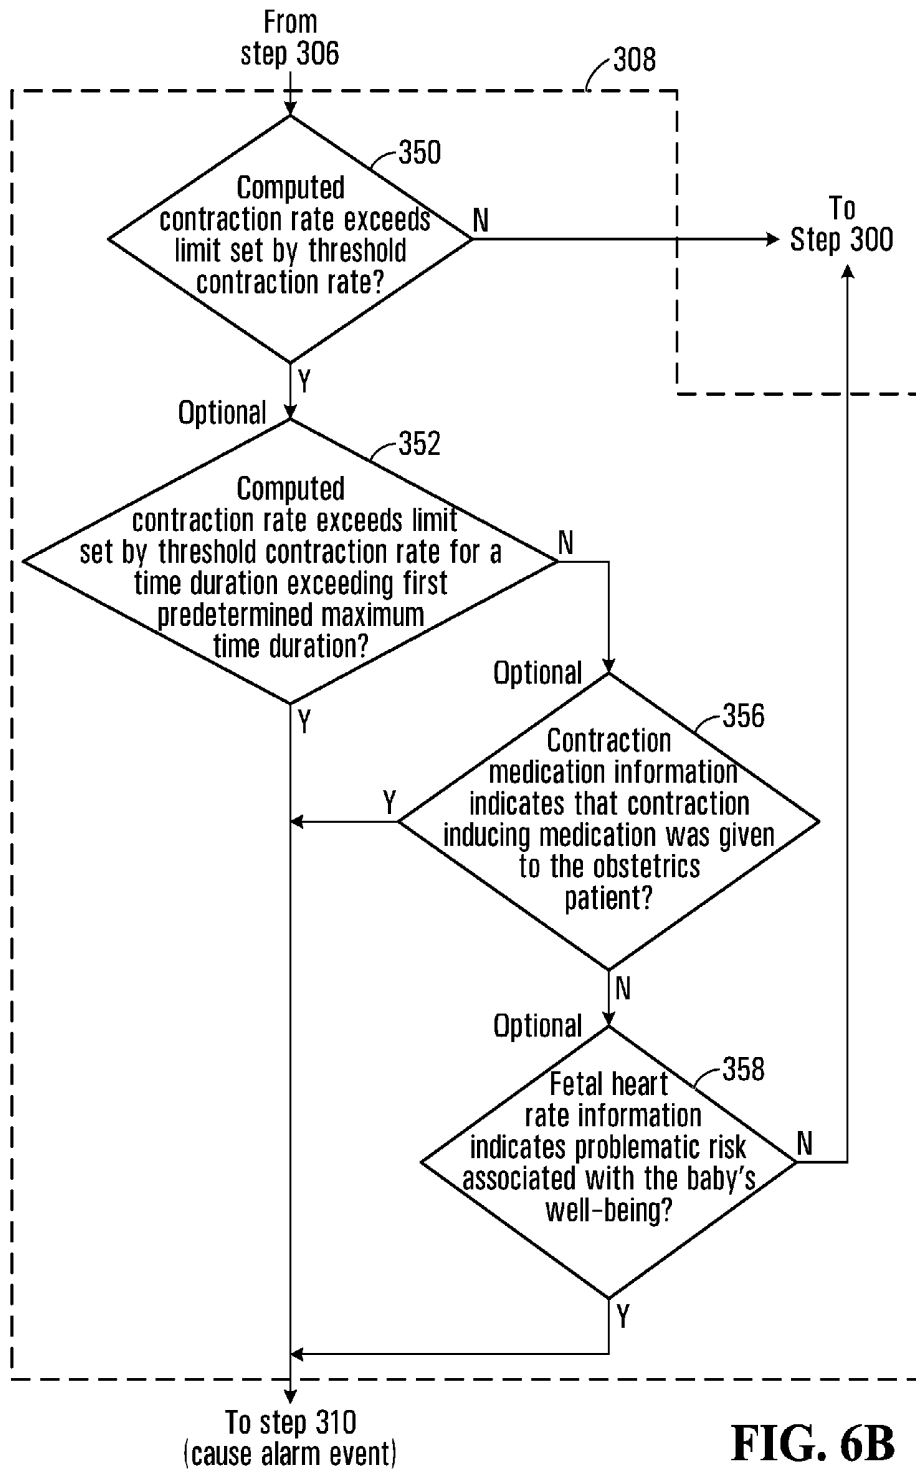 From
step 306
308
350
Computed
contraction rate exceeds
limit set by threshold
contraction rate?
N
To
Step 300
Y
Optional
352
Computed
contraction rate exceeds limit
set by threshold contraction rate for a
time duration exceeding first
predetermined maximum
time duration?
N
Y
Optional
356
Contraction
medication information
indicates that contraction
inducing medication was given
to the obstetrics
patient?
Y
N
Optional
358
Fetal heart
rate information
indicates problematic risk
associated with the baby's
well-being?
N
Y
To step 310
(cause alarm event)
FIG. 6B